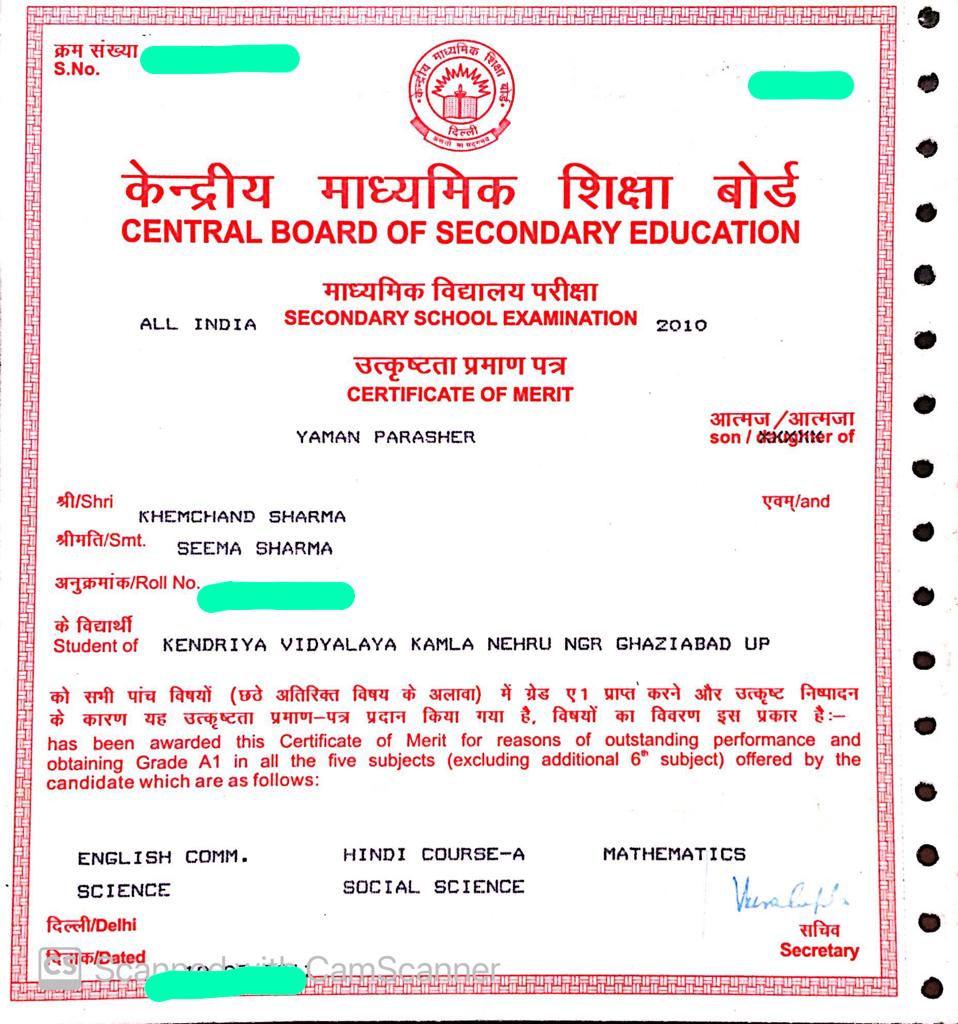 क्रम संख्या
S.No.
केन्द्रीय माध्यमिक शिक्षा बोर्ड
दिल्ली
केन्द्रीय माध्यमिक शिक्षा बोर्ड
CENTRAL BOARD OF SECONDARY EDUCATION
माध्यमिक विद्यालय परीक्षा
ALL INDIA SECONDARY SCHOOL EXAMINATION 2010
उत्कृष्टता प्रमाण पत्र
CERTIFICATE OF MERIT
आत्मज / आत्मजा
YAMAN PARASHER son / daughter of
श्री/Shri एवम्/and
KHEMCHAND SHARMA
श्रीमति/Smt. SEEMA SHARMA
अनुक्रमांक/Roll No.
के विद्यार्थी
Student of KENDRIYA VIDYALAYA KAMLA NEHRU NGR GHAZIABAD UP
को सभी पांच विषयों (छठे अतिरिक्त विषय के अलावा) में ग्रेड ए1 प्राप्त करने और उत्कृष्ट निष्पादन
के कारण यह उत्कृष्टता प्रमाण-पत्र प्रदान किया गया है, विषयों का विवरण इस प्रकार है:-
has been awarded this Certificate of Merit for reasons of outstanding performance and
obtaining Grade A1 in all the five subjects (excluding additional 6th subject) offered by the
candidate which are as follows:
ENGLISH COMM. HINDI COURSE-A MATHEMATICS
SCIENCE SOCIAL SCIENCE
दिल्ली/Delhi
सचिव
Secretary
दिनांक/Dated
CS Scanned with CamScanner